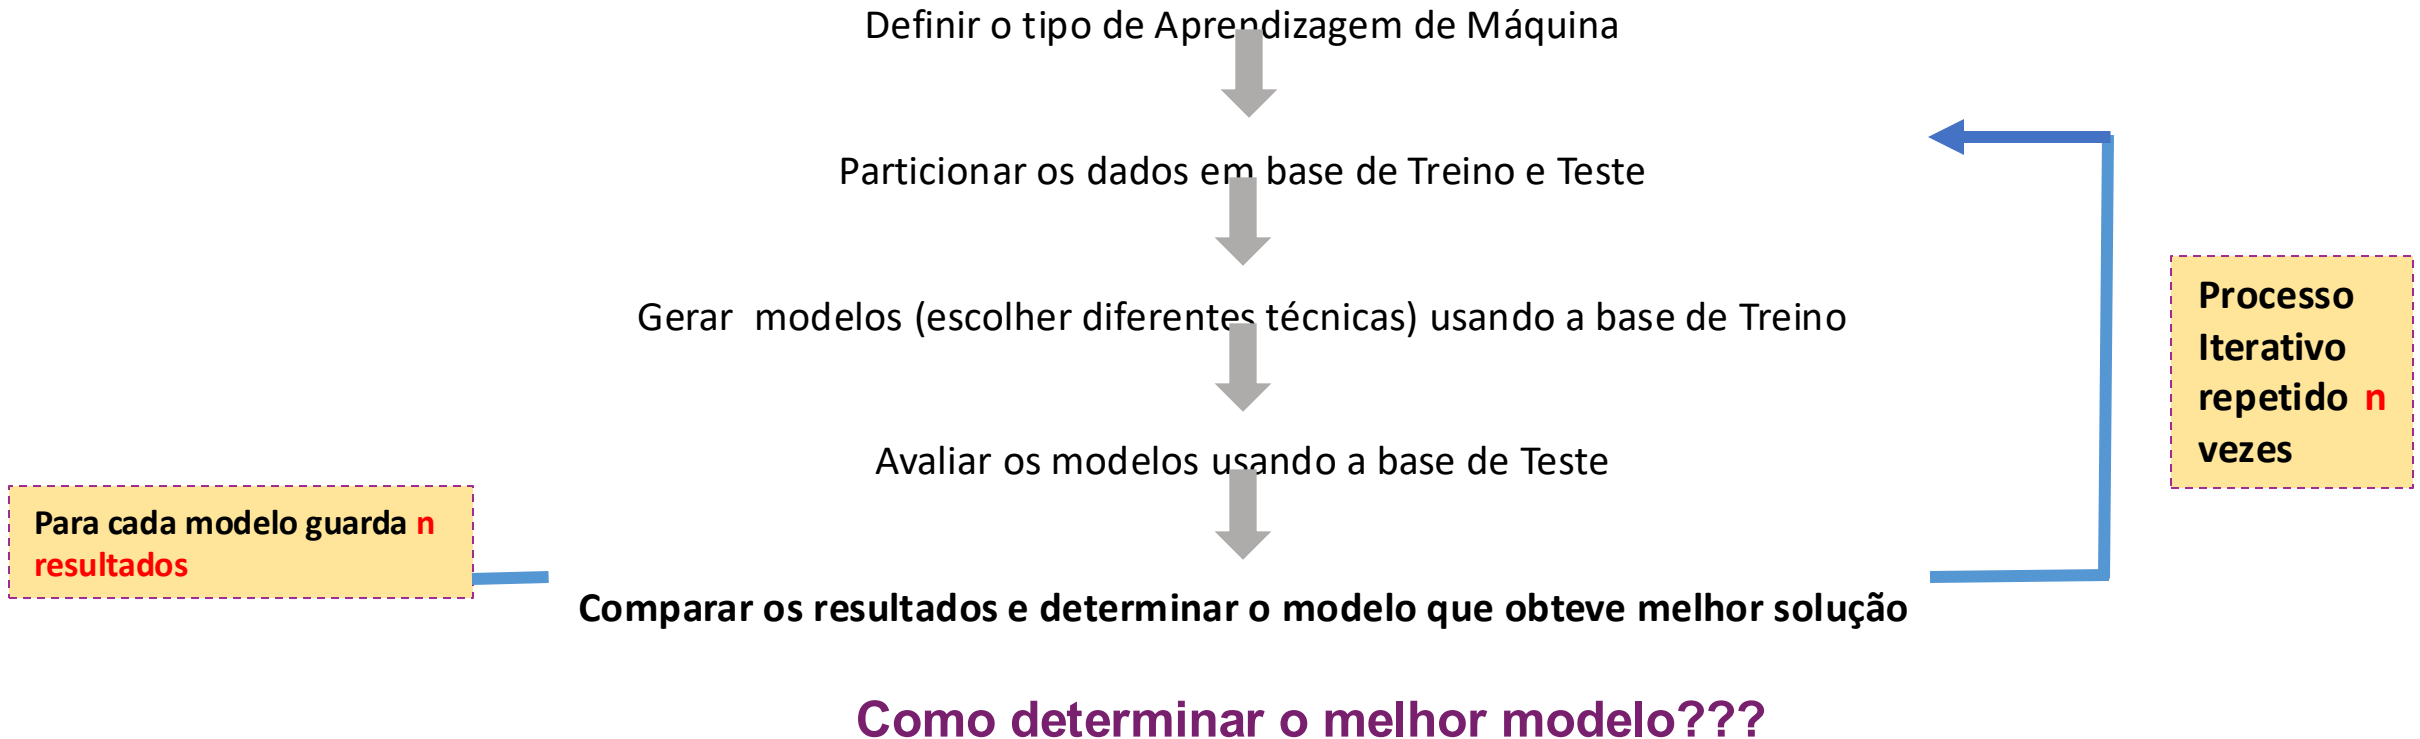 Definir o tipo de Aprendizagem de Máquina
Particionar os dados em base de Treino e Teste
Gerar modelos (escolher diferentes técnicas) usando a base de Treino
Processo
Iterativo
repetido n
vezes
Avaliar os modelos usando a base de Teste
Para cada modelo guarda n
resultados
Comparar os resultados e determinar o modelo que obteve melhor solução
Como determinar o melhor modelo???